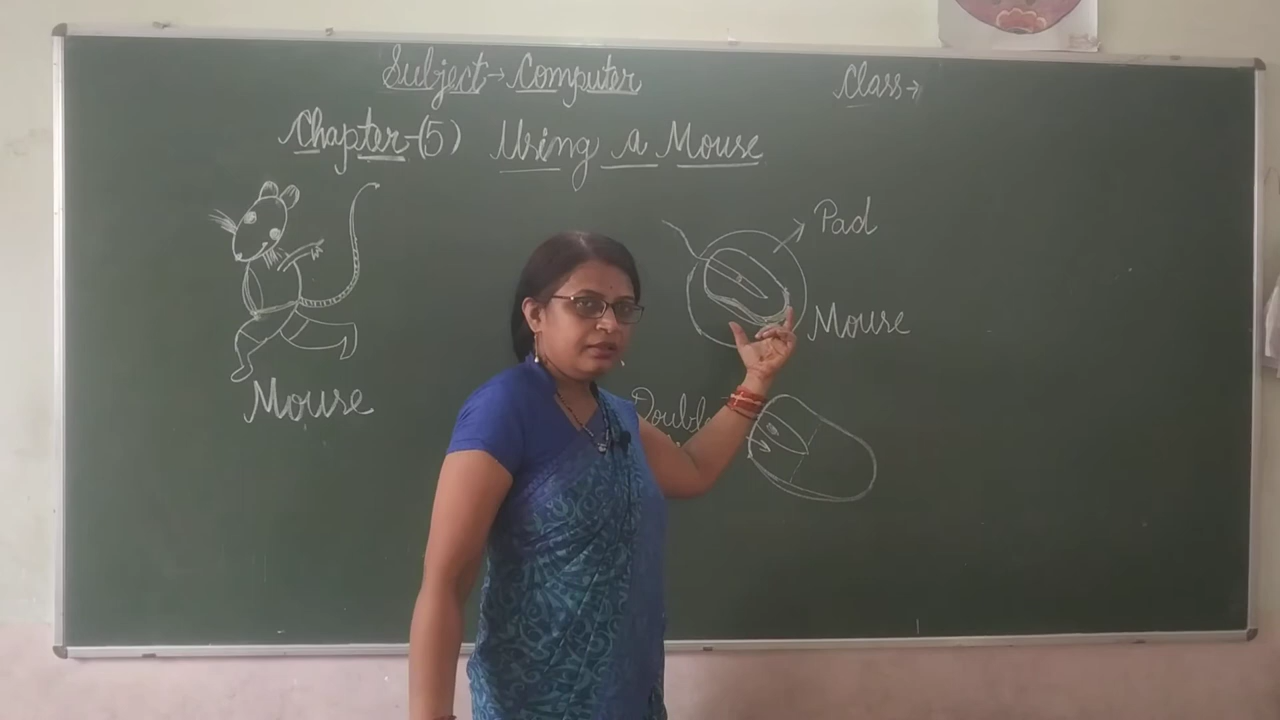 Subject → Computer
Class →
Chapter-(5) Using a Mouse
Pad
Mouse
Mouse